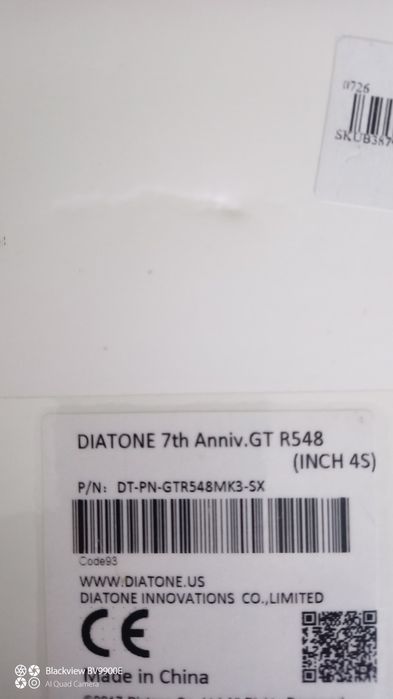 0726
SKUB387
DIATONE 7th Anniv.GT R548
(INCH 4S)
P/N: DT-PN-GTR548MK3-SX
Code93
WWW.DIATONE.US
DIATONE INNOVATIONS CO.,LIMITED
CE
Made in China
Blackview BV9900E
AI Quad Camera